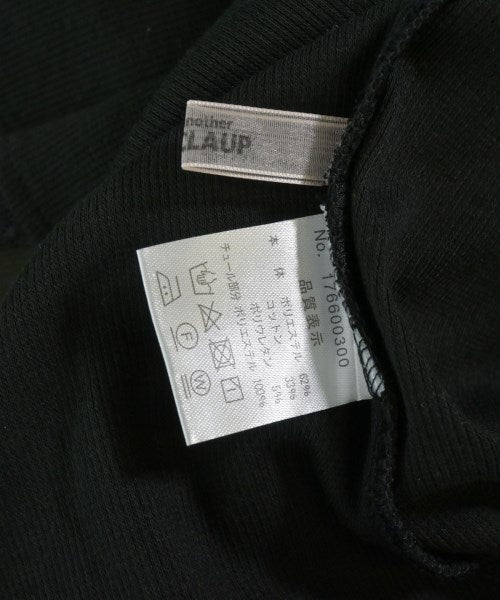 nother
CLAUP
No. 176600300
品質表示
本体 ポリエステル 62%
コットン 33%
ポリウレタン 5%
チュール部分 ポリエステル 100%
F
W